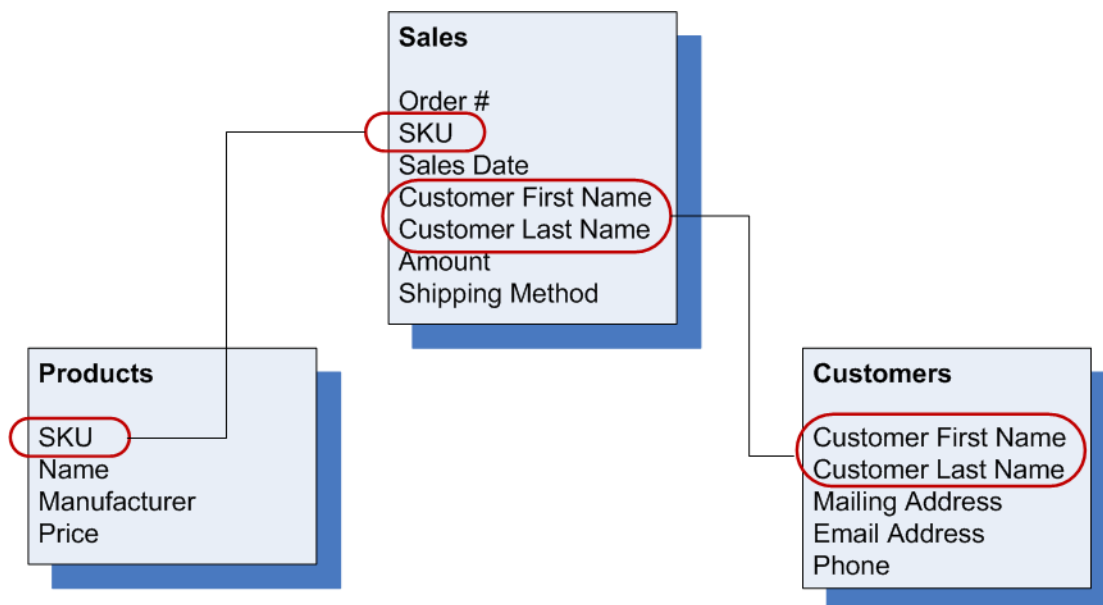 Sales
Order #
SKU
Sales Date
Customer First Name
Customer Last Name
Amount
Shipping Method
Products
SKU
Name
Manufacturer
Price
Customers
Customer First Name
Customer Last Name
Mailing Address
Email Address
Phone